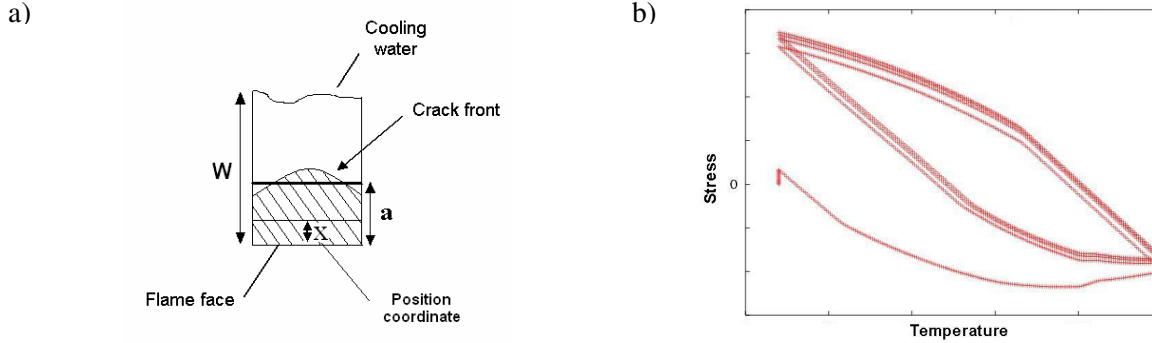 a)
Cooling
water
Crack front
W
a
X
Flame face
Position
coordinate
b)
Stress
0
Temperature